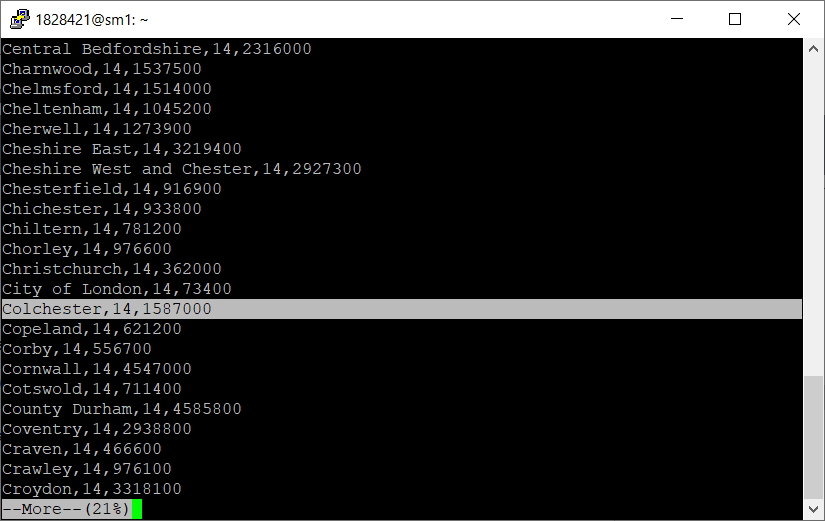 1828421@sm1: ~
Central Bedfordshire,14,2316000
Charnwood,14,1537500
Chelmsford,14,1514000
Cheltenham,14,1045200
Cherwell,14,1273900
Cheshire East,14,3219400
Cheshire West and Chester,14,2927300
Chesterfield,14,916900
Chichester,14,933800
Chiltern,14,781200
Chorley,14,976600
Christchurch,14,362000
City of London,14,73400
Colchester,14,1587000
Copeland,14,621200
Corby,14,556700
Cornwall,14,4547000
Cotswold,14,711400
County Durham,14,4585800
Coventry,14,2938800
Craven,14,466600
Crawley,14,976100
Croydon,14,3318100
--More--(21%)